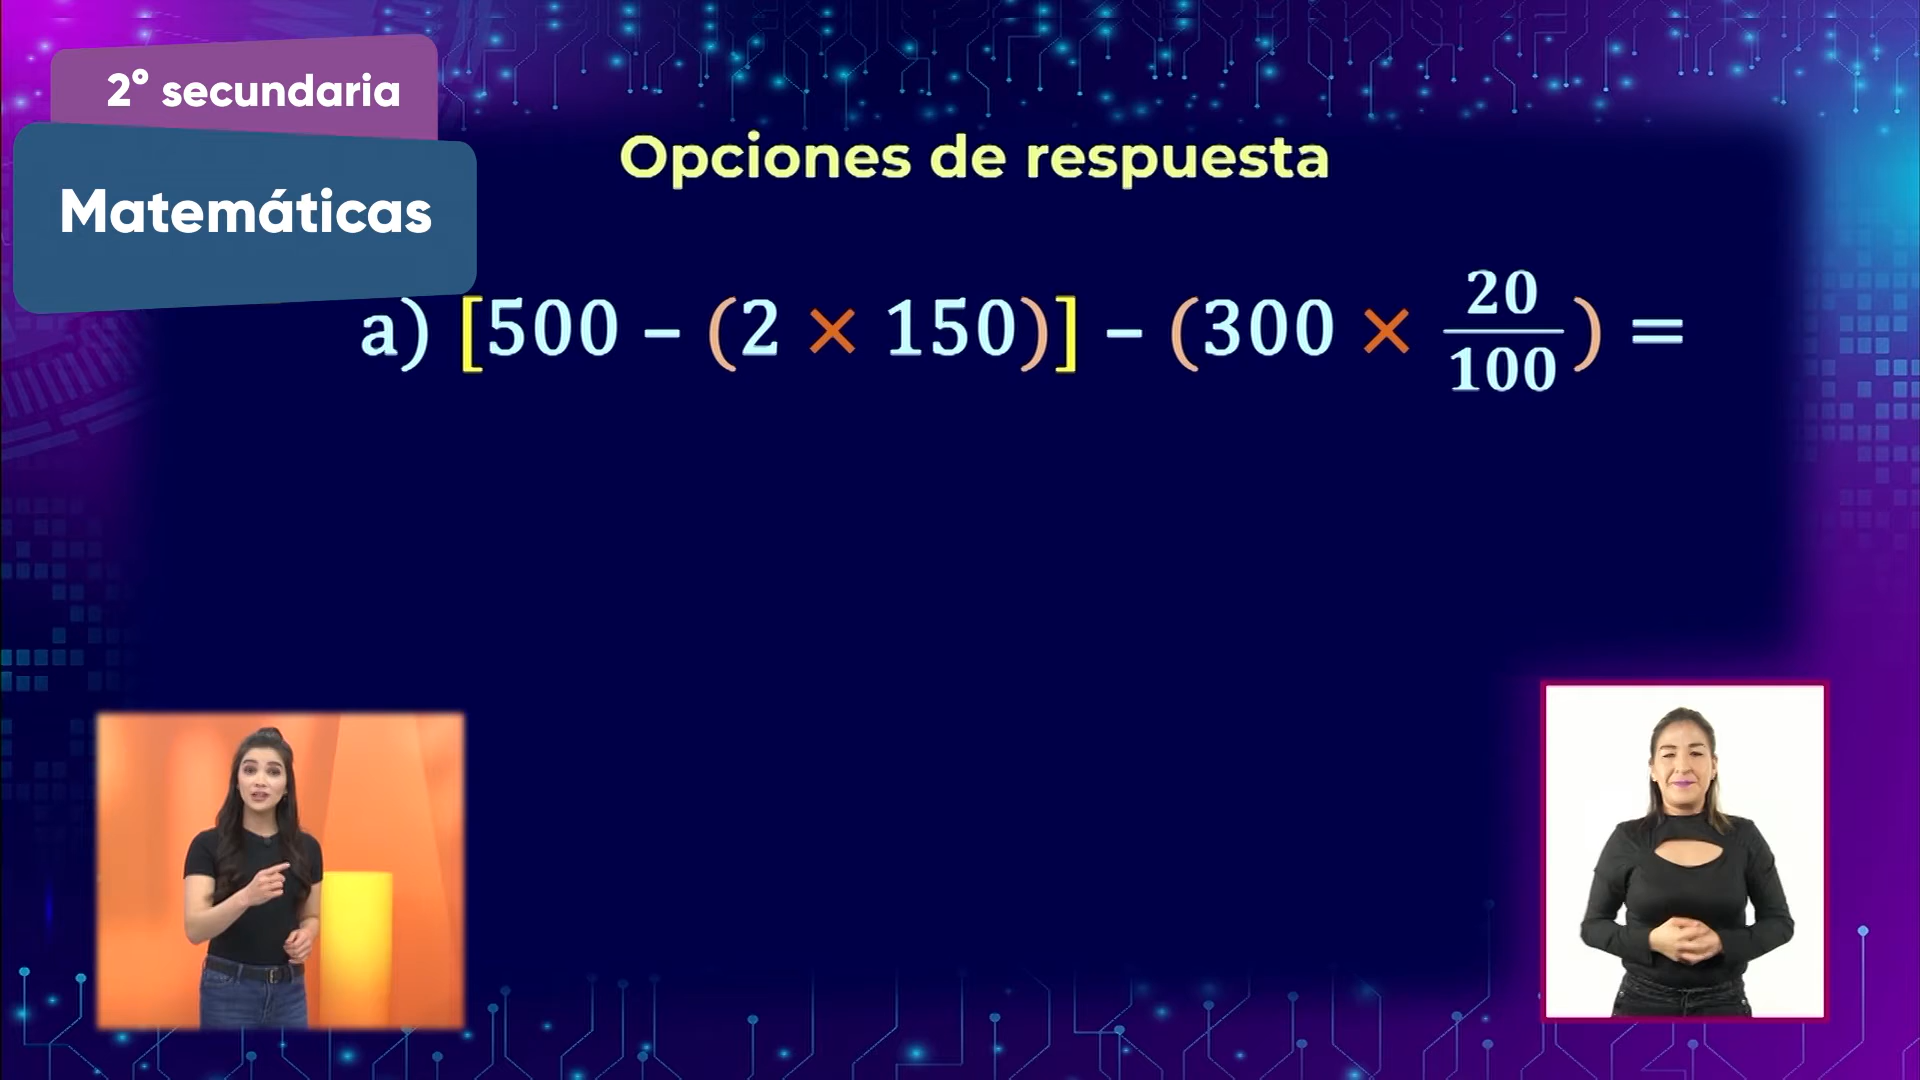 2° secundaria
Matemáticas
Opciones de respuesta
a) [500 – (2 × 150)] – (300 × 20/100) =